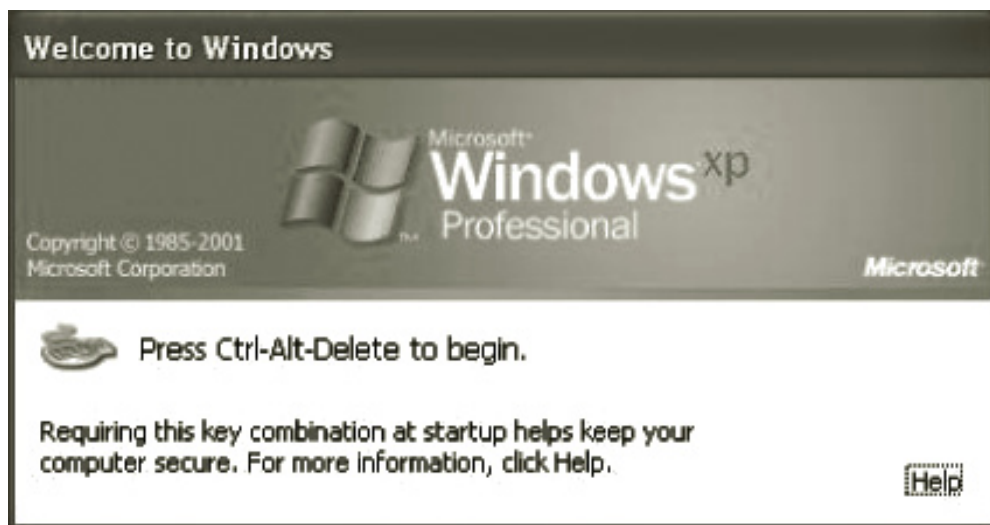 Welcome to Windows
Microsoft®
Windows xp
Professional
Copyright © 1985-2001
Microsoft Corporation
Microsoft
Press Ctrl-Alt-Delete to begin.
Requiring this key combination at startup helps keep your
computer secure. For more information, click Help.
Help